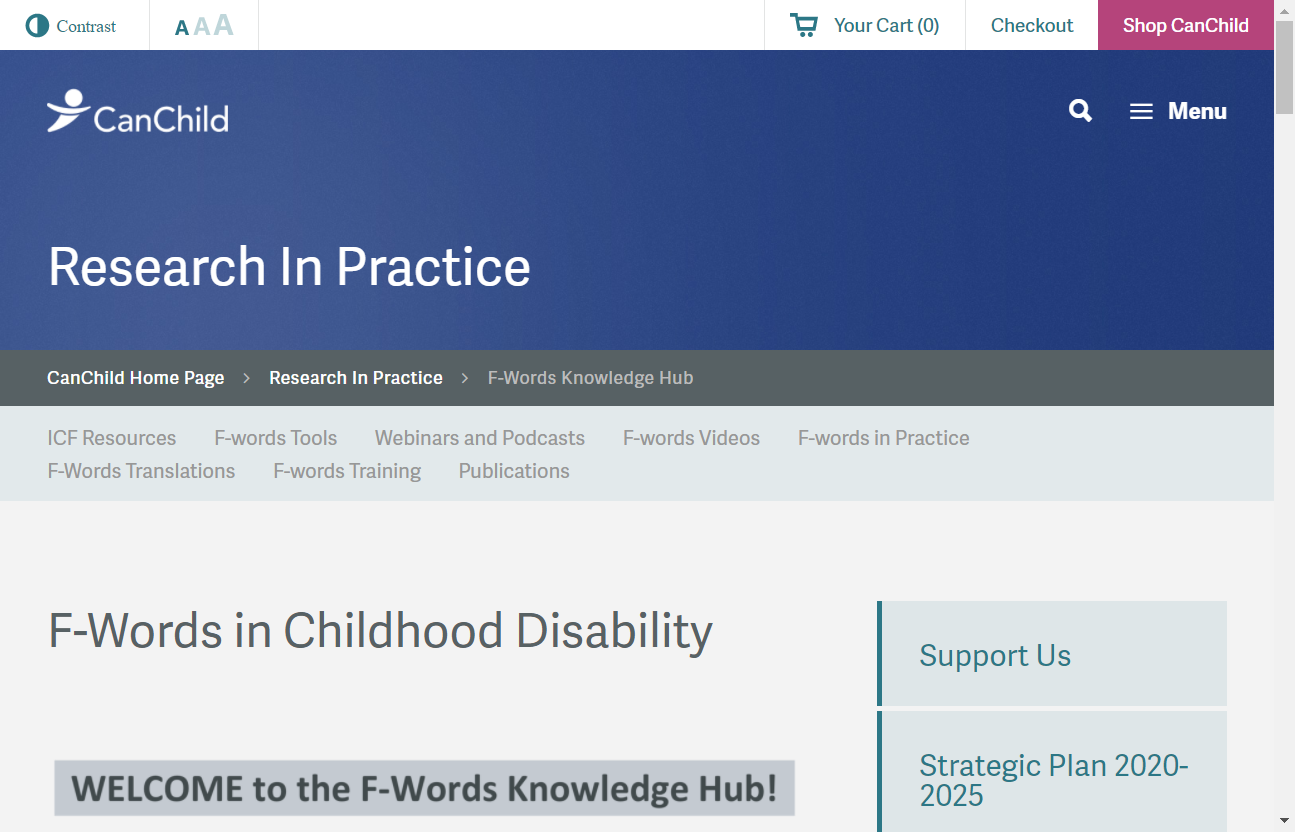 Contrast
A A A
Your Cart (0)
Checkout
Shop CanChild
CanChild
Menu
Research In Practice
CanChild Home Page > Research In Practice > F-Words Knowledge Hub
ICF Resources F-words Tools Webinars and Podcasts F-words Videos F-words in Practice
F-Words Translations F-words Training Publications
F-Words in Childhood Disability
WELCOME to the F-Words Knowledge Hub!
Support Us
Strategic Plan 2020-
2025